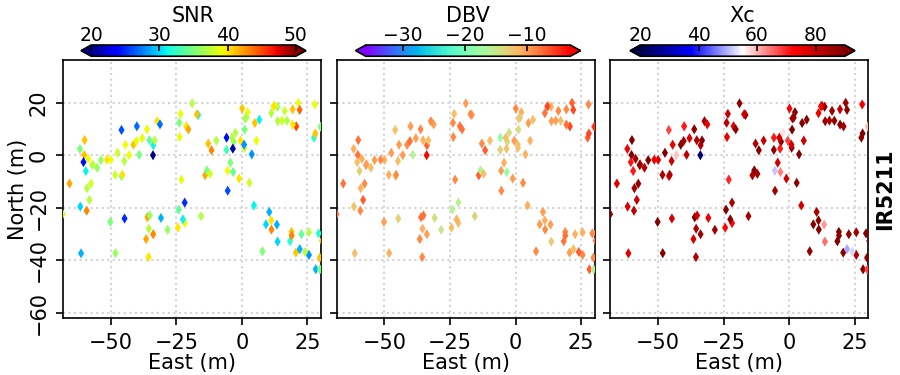 SNR DBV Xc
20 30 40 50 −30 −20 −10 20 40 60 80
20
0
−20
−40
−60
North (m)
IR5211
−50 −25 0 25 −50 −25 0 25 −50 −25 0 25
East (m) East (m) East (m)